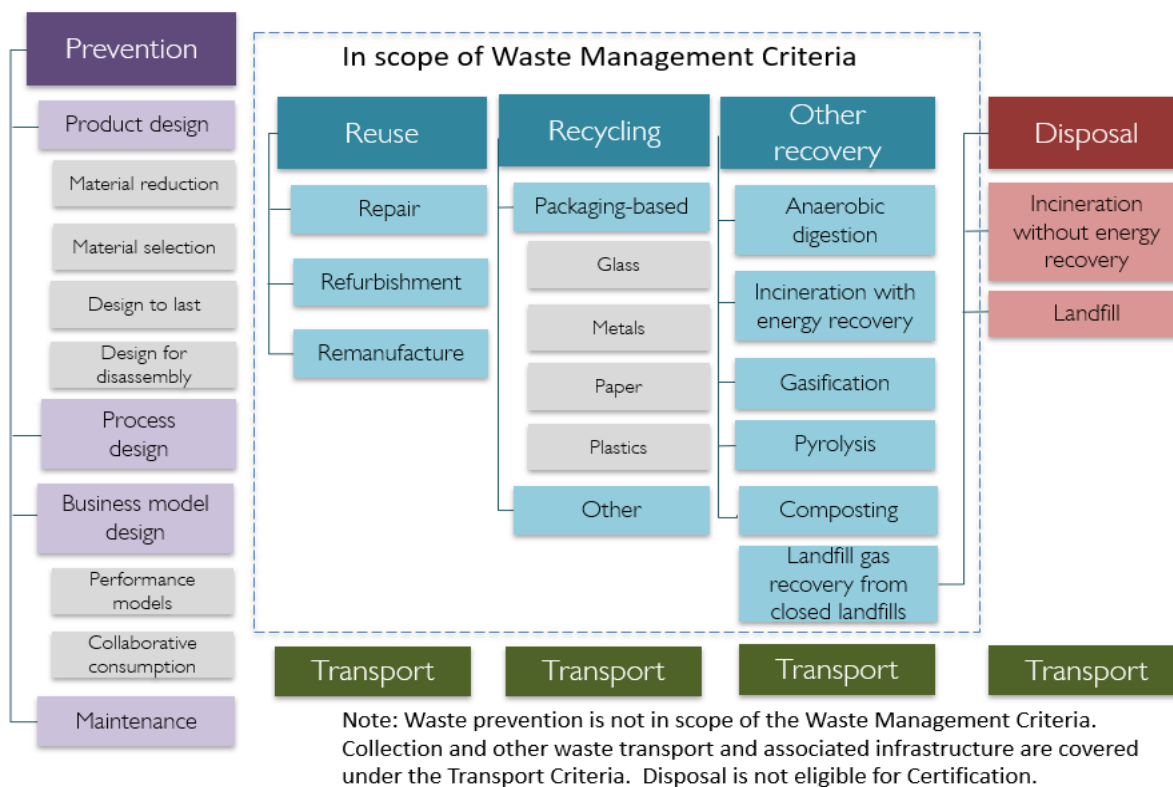 Prevention
Product design
Material reduction
Material selection
Design to last
Design for
disassembly
Process
design
Business model
design
Performance
models
Collaborative
consumption
Maintenance
In scope of Waste Management Criteria
Reuse
Repair
Refurbishment
Remanufacture
Recycling
Packaging-based
Glass
Metals
Paper
Plastics
Other
Other
recovery
Anaerobic
digestion
Incineration with
energy recovery
Gasification
Pyrolysis
Composting
Landfill gas
recovery from
closed landfills
Disposal
Incineration
without energy
recovery
Landfill
Transport
Transport
Transport
Transport
Note: Waste prevention is not in scope of the Waste Management Criteria.
Collection and other waste transport and associated infrastructure are covered
under the Transport Criteria.  Disposal is not eligible for Certification.